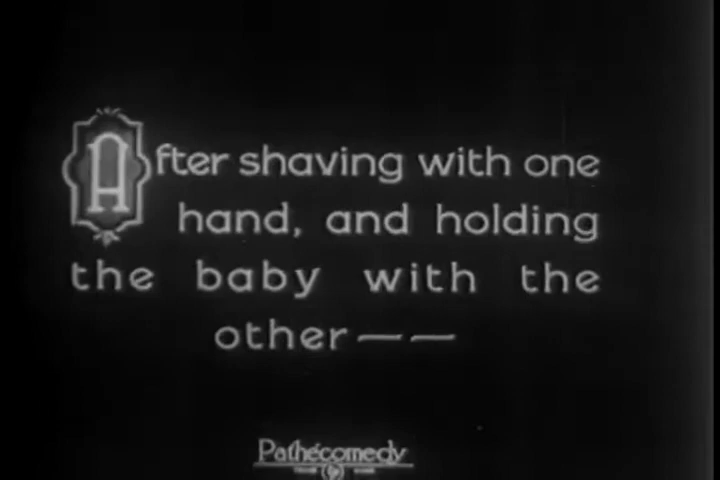 After shaving with one
hand, and holding
the baby with the
other — —
Pathécomedy